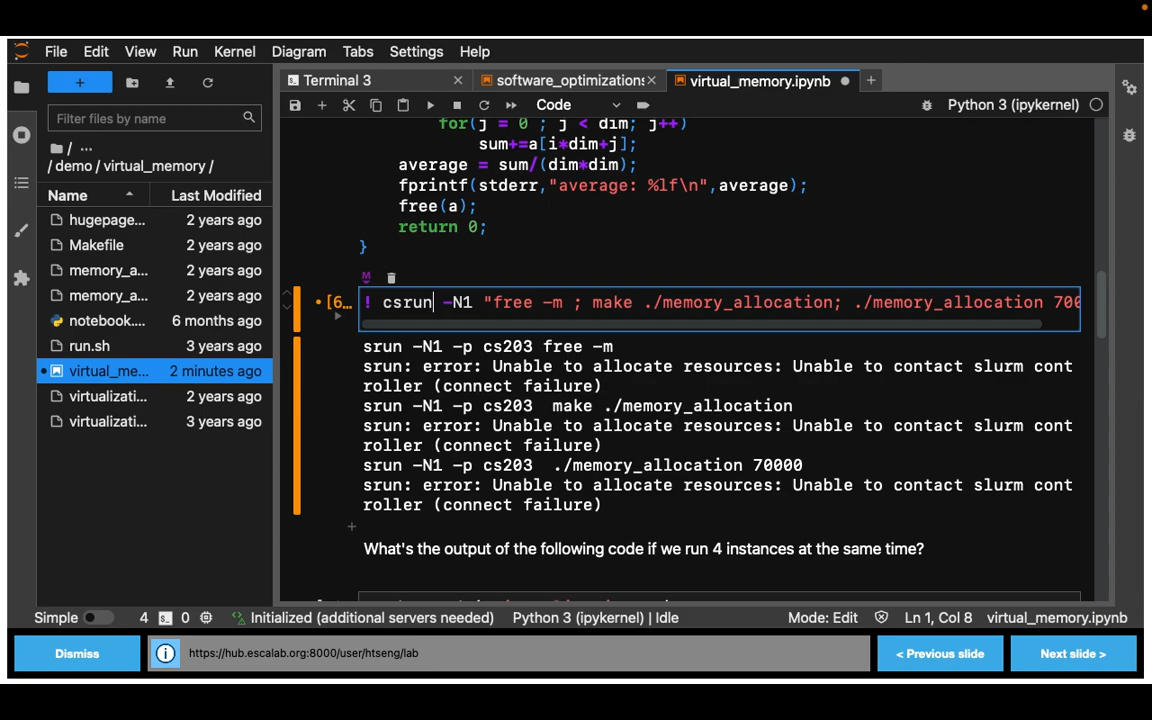 File Edit View Run Kernel Diagram Tabs Settings Help
+
Terminal 3
software_optimizations
virtual_memory.ipynb
Code
Python 3 (ipykernel)
Filter files by name
/ ...
/ demo / virtual_memory /
Name Last Modified
hugepage... 2 years ago
Makefile 2 years ago
memory_a... 2 years ago
memory_a... 2 years ago
notebook.... 6 months ago
run.sh 3 years ago
virtual_me... 2 minutes ago
virtualizati... 2 years ago
virtualizati... 3 years ago
for(j = 0 ; j < dim; j++)
sum+=a[i*dim+j];
average = sum/(dim*dim);
fprintf(stderr,"average: %lf\n",average);
free(a);
return 0;
}
[6...
! csrun -N1 "free -m ; make ./memory_allocation; ./memory_allocation 700
srun -N1 -p cs203 free -m
srun: error: Unable to allocate resources: Unable to contact slurm cont
roller (connect failure)
srun -N1 -p cs203  make ./memory_allocation
srun: error: Unable to allocate resources: Unable to contact slurm cont
roller (connect failure)
srun -N1 -p cs203  ./memory_allocation 70000
srun: error: Unable to allocate resources: Unable to contact slurm cont
roller (connect failure)
What's the output of the following code if we run 4 instances at the same time?
Simple 4 0 Initialized (additional servers needed) Python 3 (ipykernel) | Idle Mode: Edit Ln 1, Col 8 virtual_memory.ipynb
Dismiss
https://hub.escalab.org:8000/user/htseng/lab
< Previous slide
Next slide >